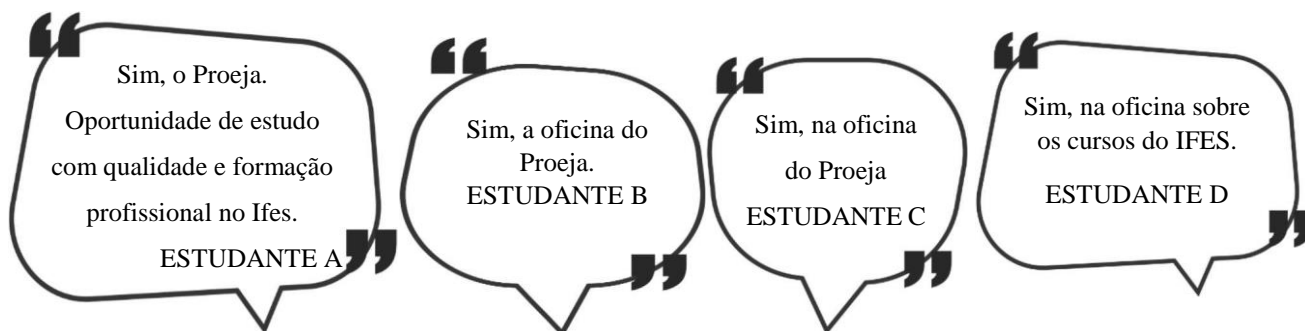 Sim, o Proeja.
Oportunidade de estudo
com qualidade e formação
profissional no Ifes.
ESTUDANTE A
Sim, a oficina do
Proeja.
ESTUDANTE B
Sim, na oficina
do Proeja
ESTUDANTE C
Sim, na oficina sobre
os cursos do IFES.
ESTUDANTE D